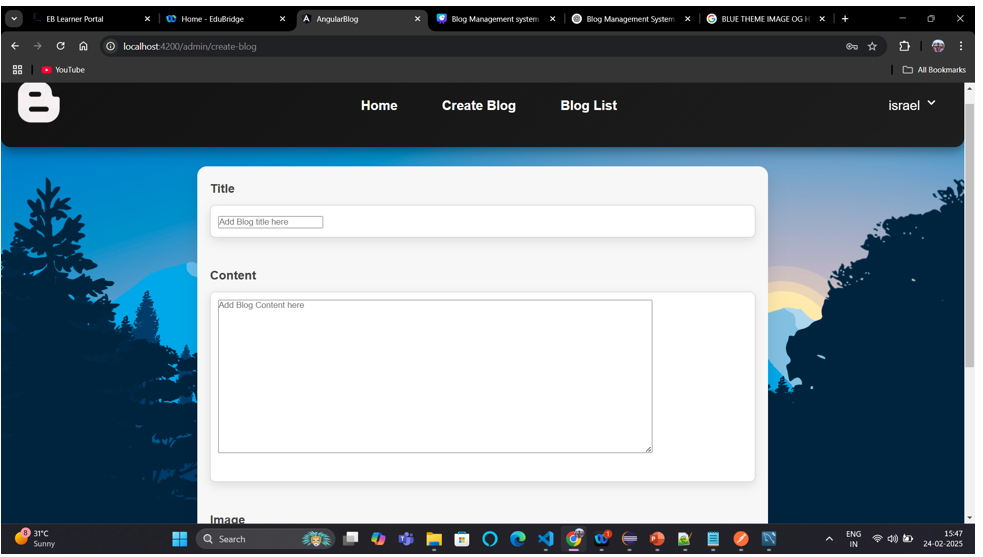 EB Learner Portal
Home - EduBridge
AngularBlog
Blog Management system
Blog Management System
BLUE THEME IMAGE OG H
localhost:4200/admin/create-blog
YouTube
All Bookmarks
Home Create Blog Blog List israel
Title
Add Blog title here
Content
Add Blog Content here
Image
8
31°C
Sunny
Search
ENG
IN
15:47
24-02-2025